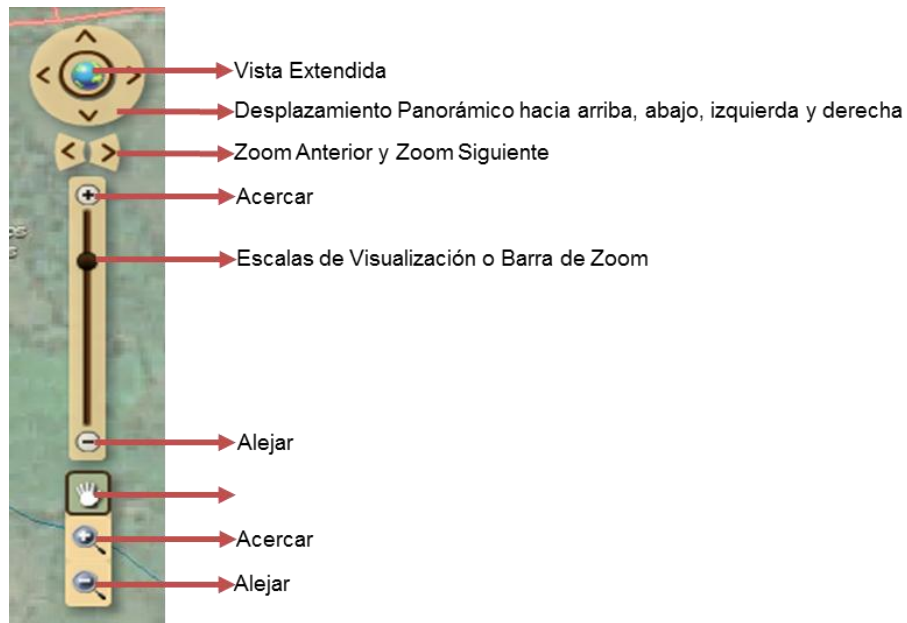 Vista Extendida
Desplazamiento Panorámico hacia arriba, abajo, izquierda y derecha
Zoom Anterior y Zoom Siguiente
Acercar
Escalas de Visualización o Barra de Zoom
Alejar
Acercar
Alejar